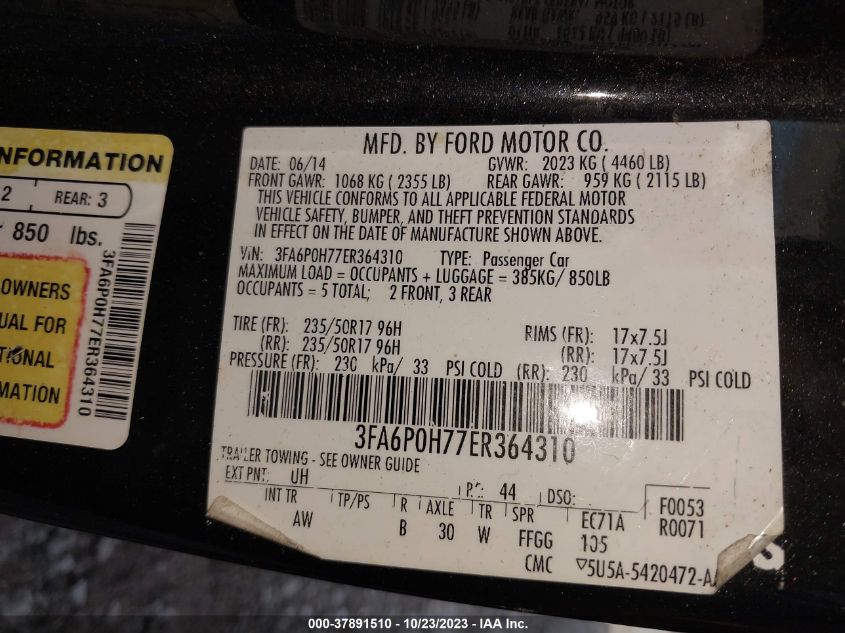 NFORMATION
2 REAR: 3
850 lbs.
OWNERS
UAL FOR
TIONAL
MATION
3FA6P0H77ER364310
MFD. BY FORD MOTOR CO.
DATE: 06/14 GVWR: 2023 KG ( 4460 LB)
FRONT GAWR: 1068 KG ( 2355 LB) REAR GAWR: 959 KG ( 2115 LB)
THIS VEHICLE CONFORMS TO ALL APPLICABLE FEDERAL MOTOR
VEHICLE SAFETY, BUMPER, AND THEFT PREVENTION STANDARDS
IN EFFECT ON THE DATE OF MANUFACTURE SHOWN ABOVE.
VIN: 3FA6P0H77ER364310 TYPE: Passenger Car
MAXIMUM LOAD = OCCUPANTS + LUGGAGE = 385KG/ 850LB
OCCUPANTS = 5 TOTAL; 2 FRONT, 3 REAR
TIRE (FR): 235/50R17 96H RIMS (FR): 17x7.5J
(RR): 235/50R17 96H (RR): 17x7.5J
PRESSURE (FR): 230 kPa/ 33 PSI COLD (RR): 230 kPa/ 33 PSI COLD
3FA6P0H77ER364310
TRAILER TOWING - SEE OWNER GUIDE
EXT PNT: UH 44 DSO: F0053
INT TR TP/PS R AXLE TR SPR EC71A R0071
AW B 30 W FFGG 105
CMC 5U5A-5420472-A
000-37891510 / 10/23/2023 / IAAI.com.